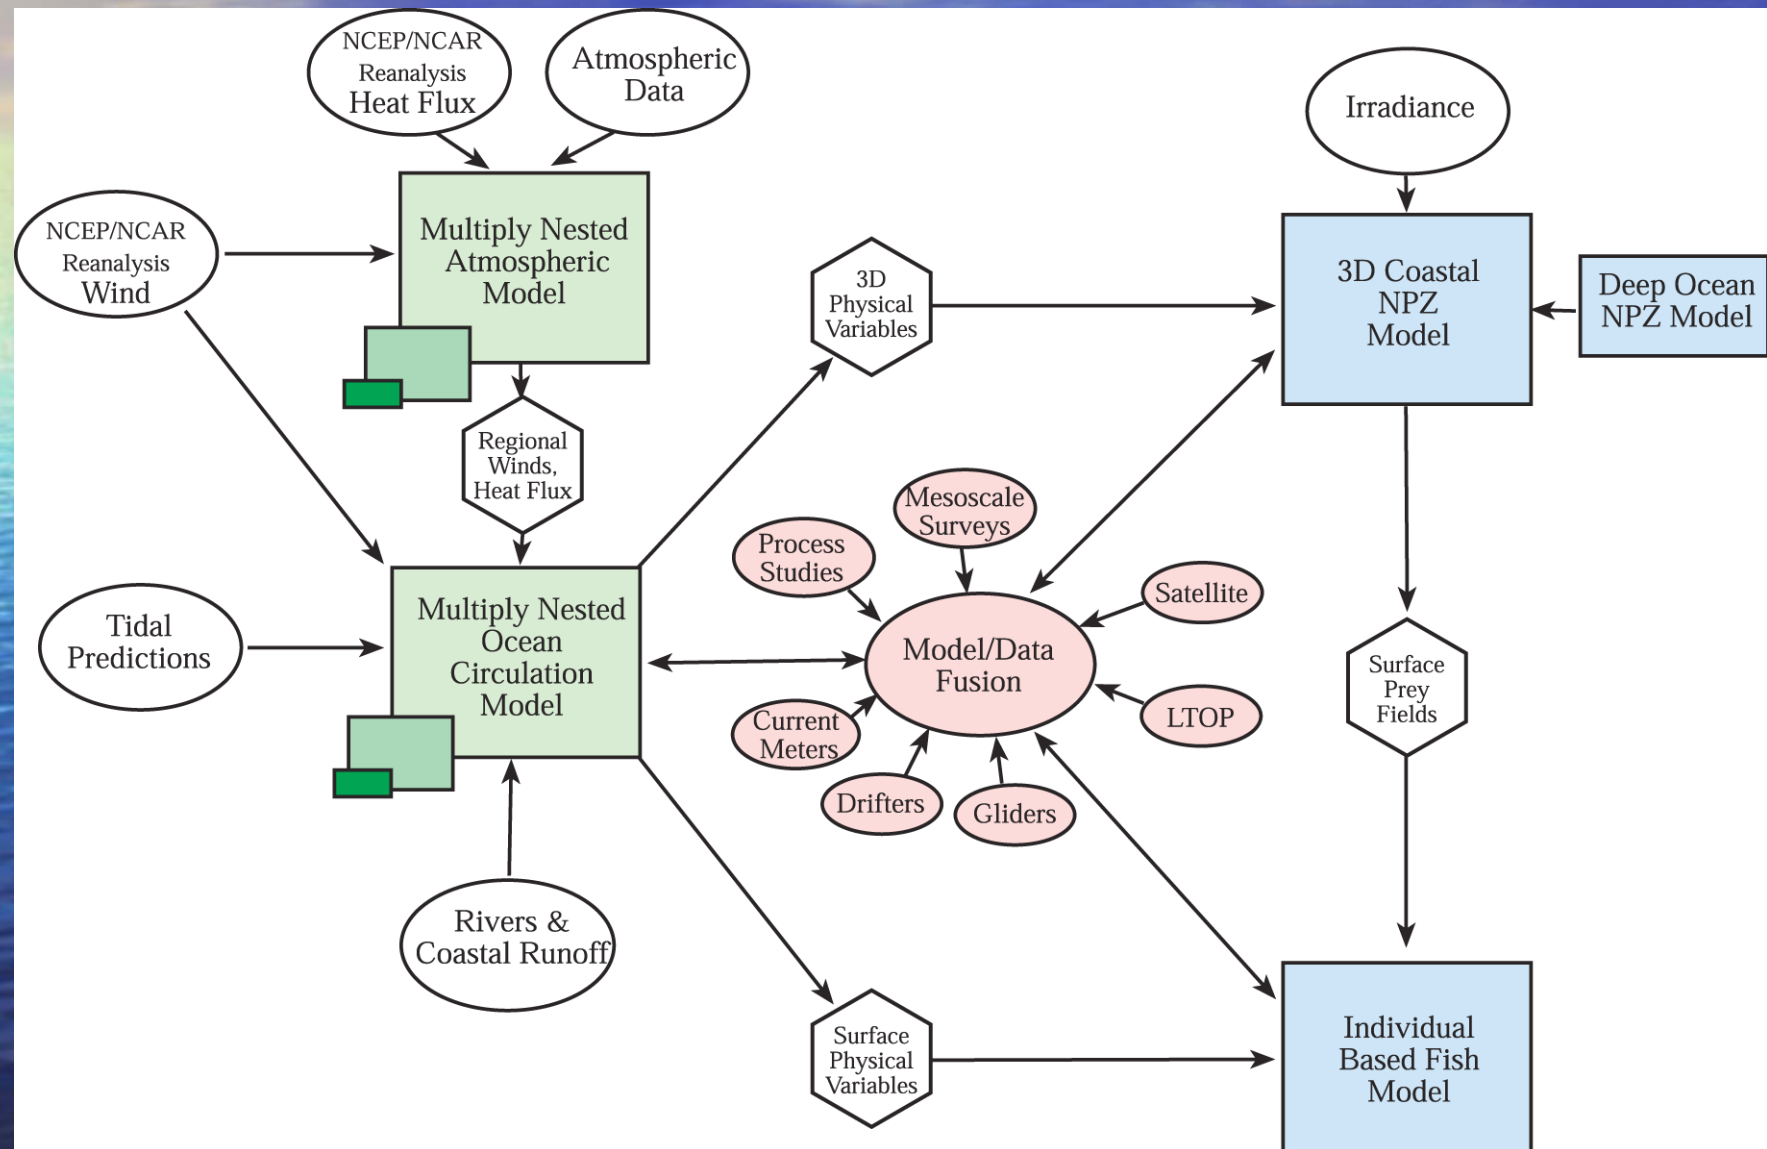 NCEP/NCAR
Reanalysis
Heat Flux
Atmospheric
Data
Irradiance
NCEP/NCAR
Reanalysis
Wind
Multiply Nested
Atmospheric
Model
3D
Physical
Variables
3D Coastal
NPZ
Model
Deep Ocean
NPZ Model
Regional
Winds,
Heat Flux
Mesoscale
Surveys
Process
Studies
Satellite
Tidal
Predictions
Multiply Nested
Ocean
Circulation
Model
Model/Data
Fusion
Surface
Prey
Fields
Current
Meters
LTOP
Drifters
Gliders
Rivers &
Coastal Runoff
Surface
Physical
Variables
Individual
Based Fish
Model